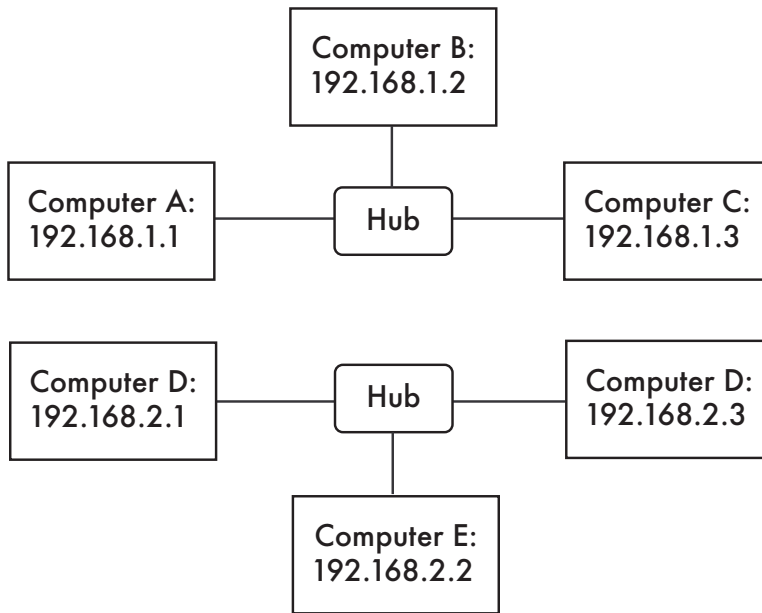 Computer B:
192.168.1.2
Computer A:
192.168.1.1
Hub
Computer C:
192.168.1.3
Computer D:
192.168.2.1
Hub
Computer D:
192.168.2.3
Computer E:
192.168.2.2